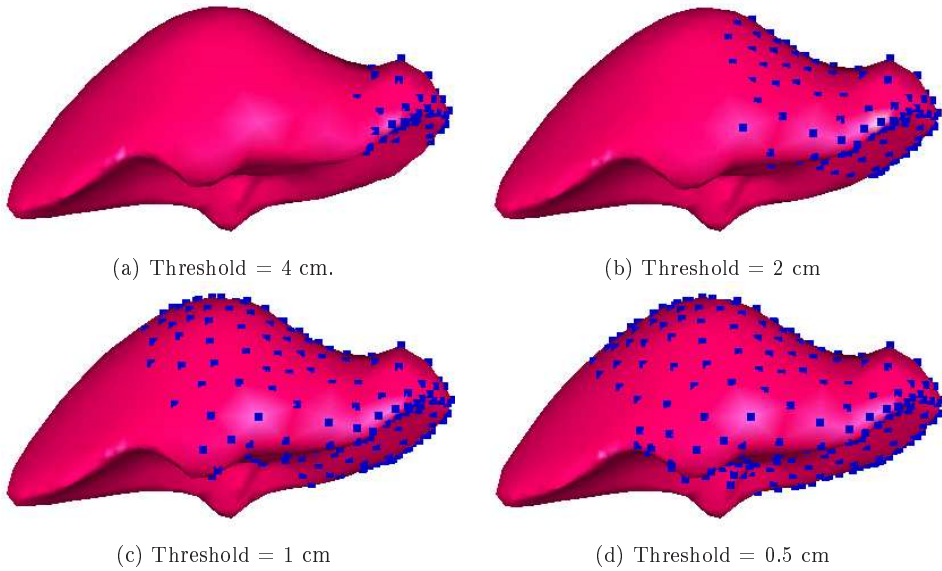 (a) Threshold = 4 cm.
(b) Threshold = 2 cm
(c) Threshold = 1 cm
(d) Threshold = 0.5 cm